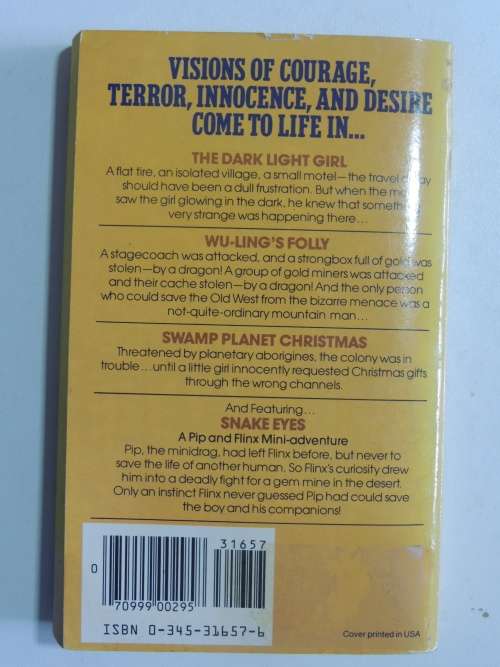 VISIONS OF COURAGE,
TERROR, INNOCENCE, AND DESIRE
COME TO LIFE IN...
THE DARK LIGHT GIRL
A flat tire, an isolated village, a small motel—the travel
should have been a dull frustration. But when the
saw the girl glowing in the dark, he knew that
very strange was happening there...
WU-LING'S FOLLY
A stagecoach was attacked, and a strongbox full of gold was
stolen—by a dragon! A group of gold miners was attacked
and their cache stolen—by a dragon! And the only person
who could save the Old West from the bizarre menace was a
not-quite-ordinary mountain man...
SWAMP PLANET CHRISTMAS
Threatened by planetary aborigines, the colony was in
trouble...until a little girl innocently requested Christmas gifts
through the wrong channels.
And Featuring...
SNAKE EYES
A Pip and Flinx Mini-adventure
Pip, the minidrag, had left Flinx before, but never to
save the life of another human. So Flinx's curiosity drew
him into a deadly fight for a gem mine in the desert.
Only an instinct Flinx never guessed Pip had could save
the boy and his companions!
31657
0
70999 00295
ISBN 0-345-31657-6
Cover printed in USA